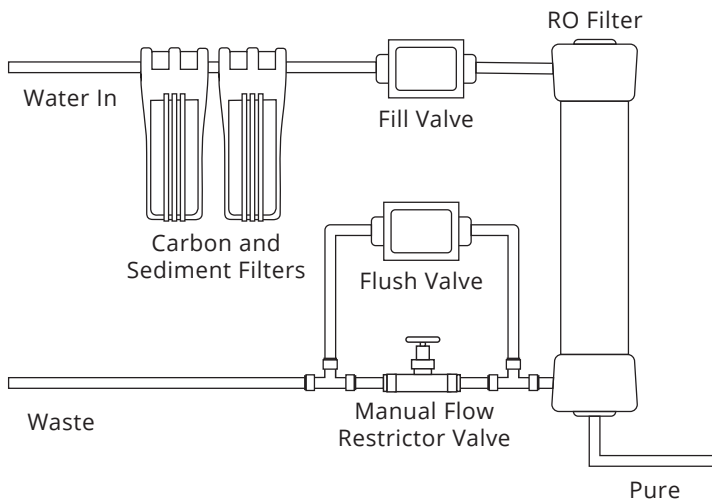 RO Filter
Water In
Fill Valve
Carbon and
Sediment Filters
Flush Valve
Waste
Manual Flow
Restrictor Valve
Pure